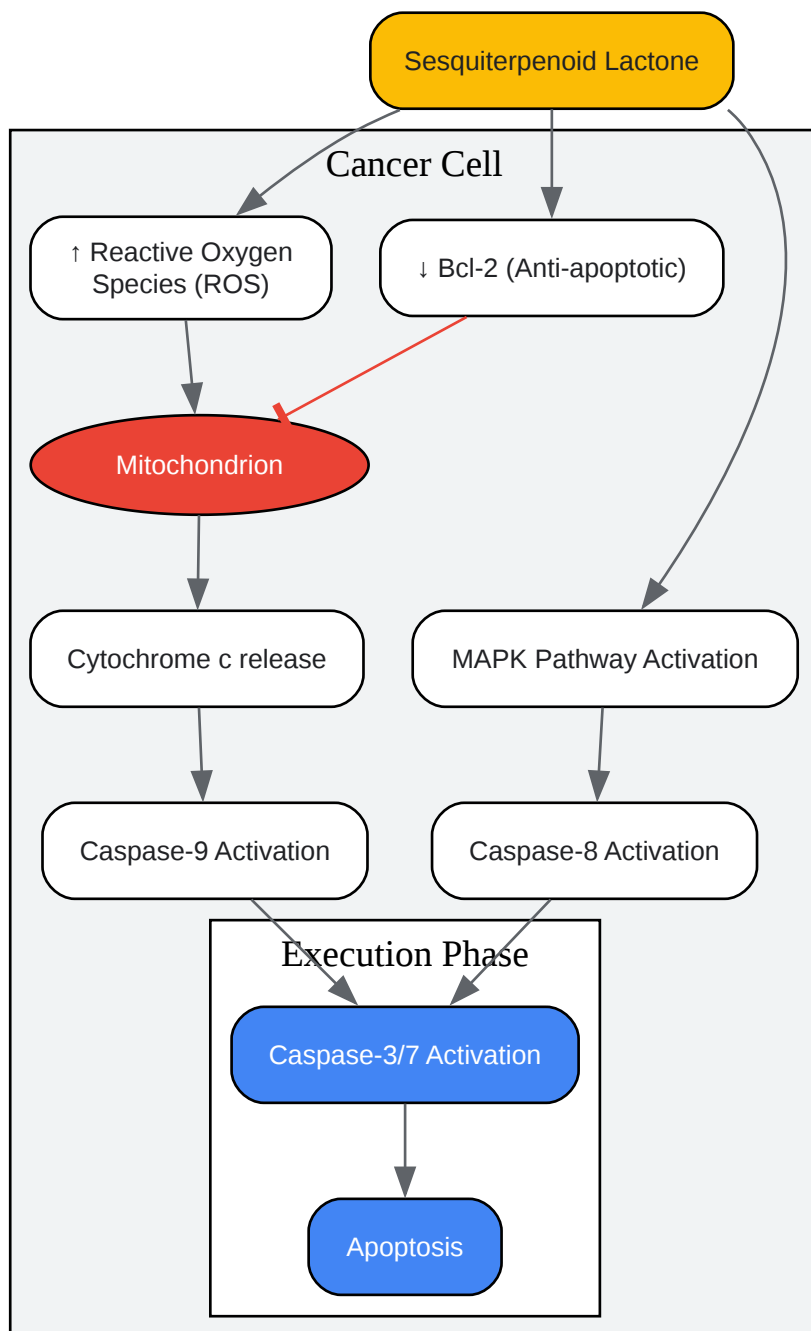 Sesquiterpenoid Lactone
Cancer Cell
↑ Reactive Oxygen
Species (ROS)
↓ Bcl-2 (Anti-apoptotic)
Mitochondrion
Cytochrome c release
MAPK Pathway Activation
Caspase-9 Activation
Caspase-8 Activation
Execution Phase
Caspase-3/7 Activation
Apoptosis